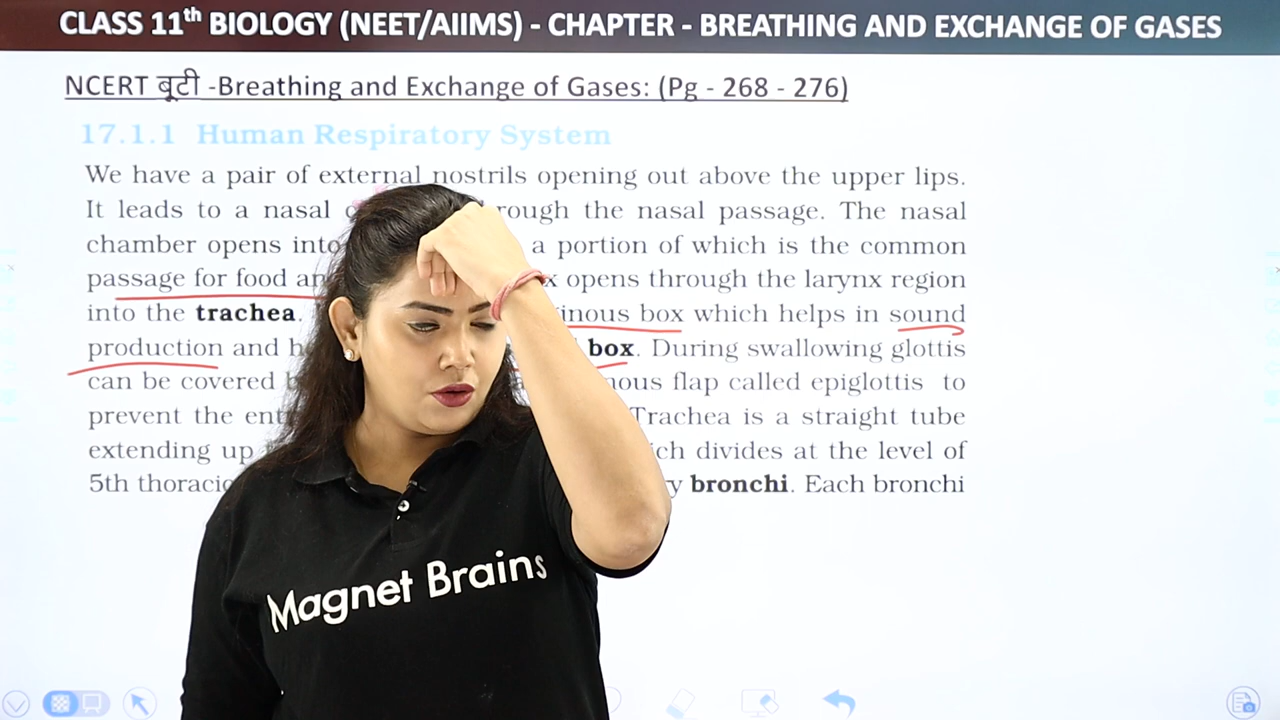 CLASS 11th BIOLOGY (NEET/AIIMS) - CHAPTER - BREATHING AND EXCHANGE OF GASES
NCERT बूटी -Breathing and Exchange of Gases: (Pg - 268 - 276)
17.1.1 Human Respiratory System
We have a pair of external nostrils opening out above the upper lips.
It leads to a nasal rough the nasal passage. The nasal
chamber opens into a portion of which is the common
passage for food an x opens through the larynx region
into the trachea. inous box which helps in sound
production and h box. During swallowing glottis
can be covered b nous flap called epiglottis to
prevent the ent Trachea is a straight tube
extending up ich divides at the level of
5th thoracic y bronchi. Each bronchi
Magnet Brains